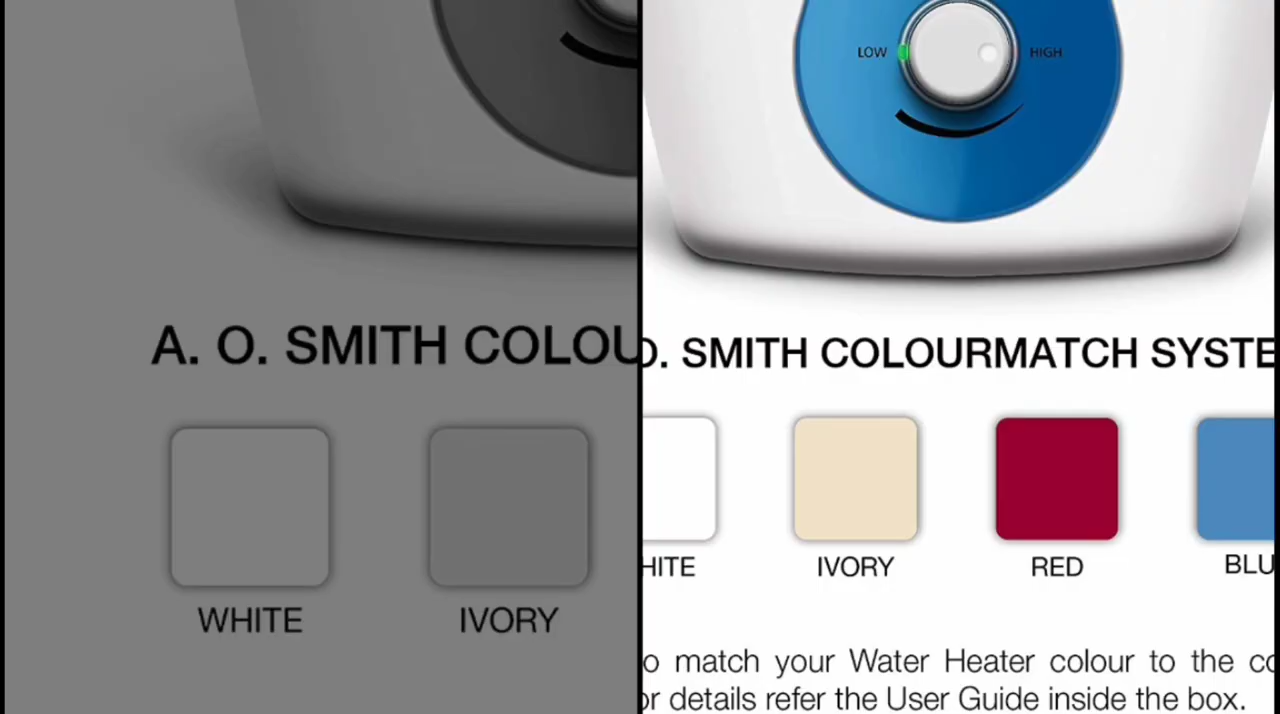 A. O. SMITH COLOU
WHITE
IVORY
LOW
HIGH
O. SMITH COLOURMATCH SYSTE
HITE
IVORY
RED
BLU
o match your Water Heater colour to the co
or details refer the User Guide inside the box.